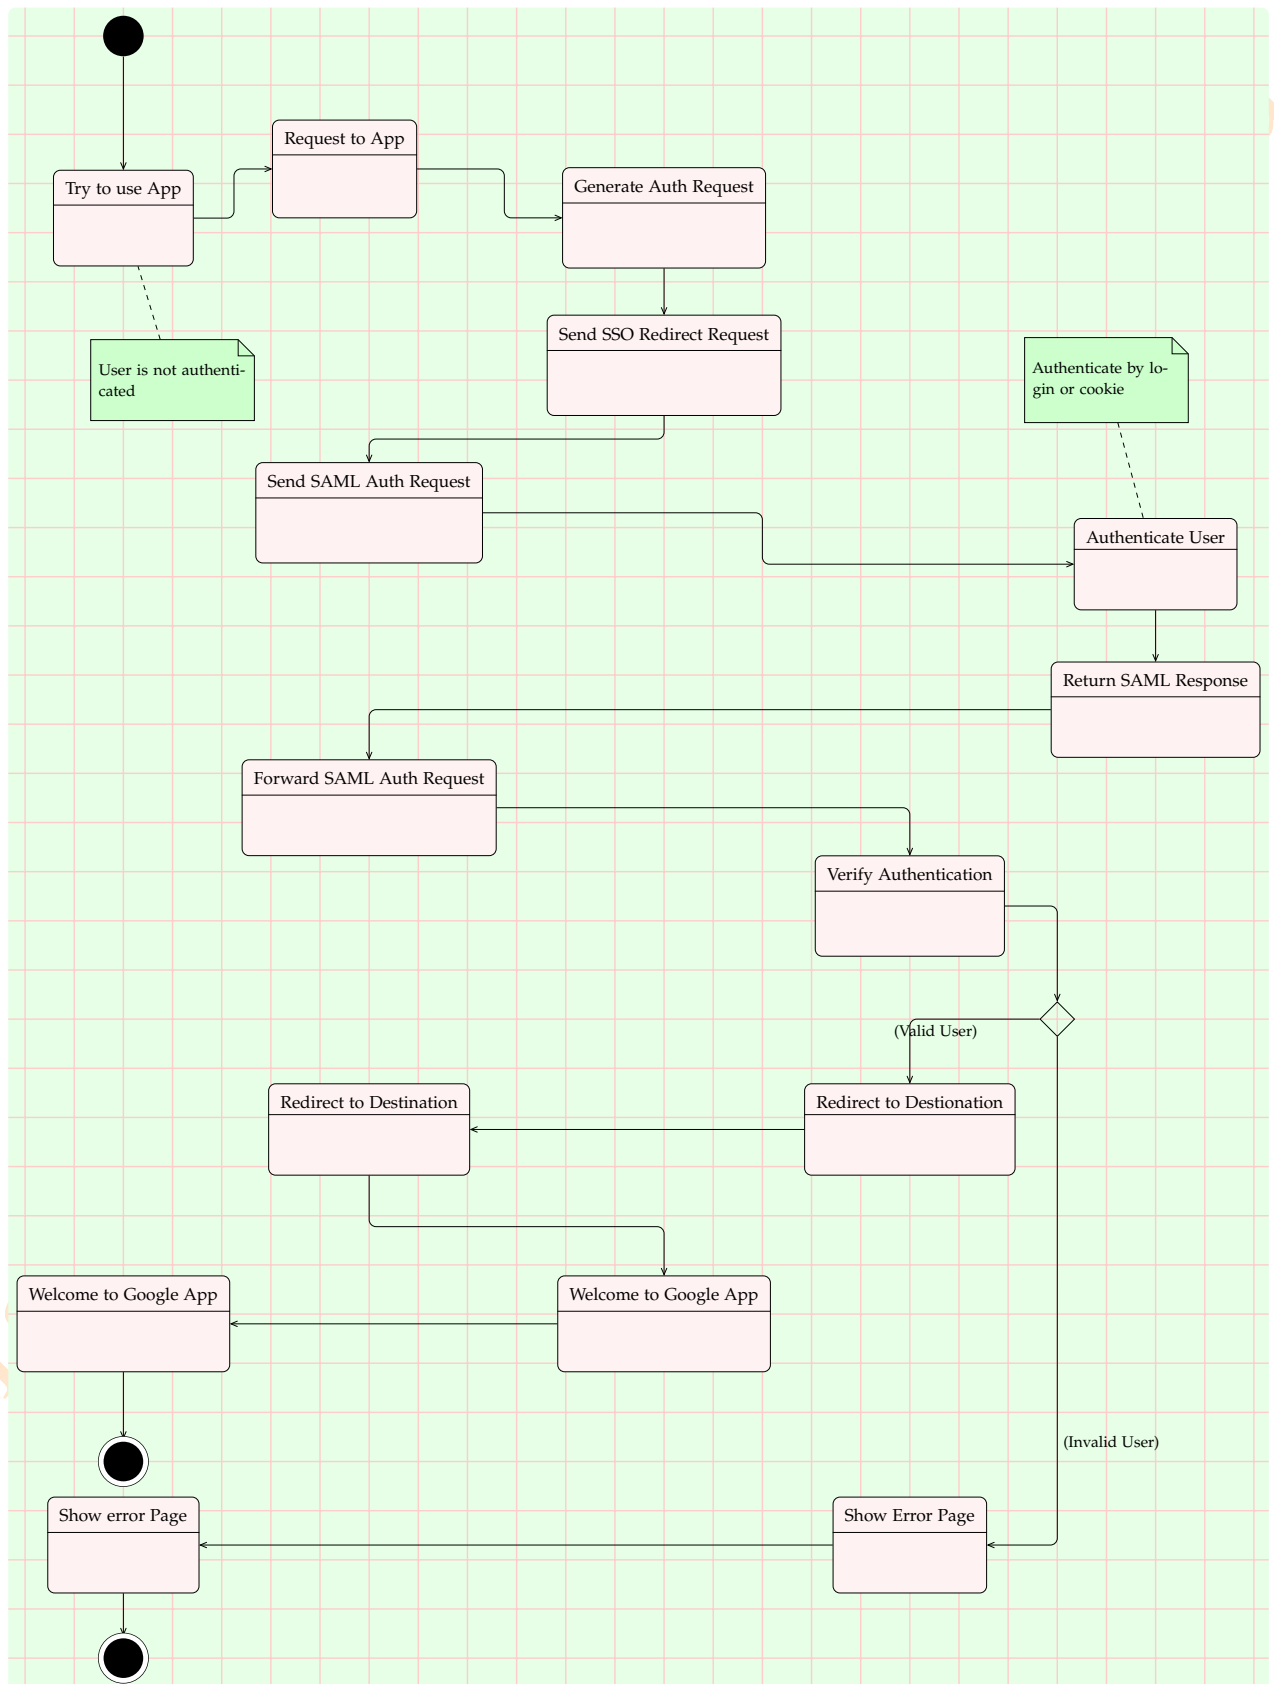 Request to App
Try to use App
Generate Auth Request
Send SSO Redirect Request
User is not authenti-
cated
Authenticate by lo-
gin or cookie
Send SAML Auth Request
Authenticate User
Return SAML Response
Forward SAML Auth Request
Verify Authentication
(Valid User)
Redirect to Destination
Redirect to Destionation
Welcome to Google App
Welcome to Google App
(Invalid User)
Show error Page
Show Error Page